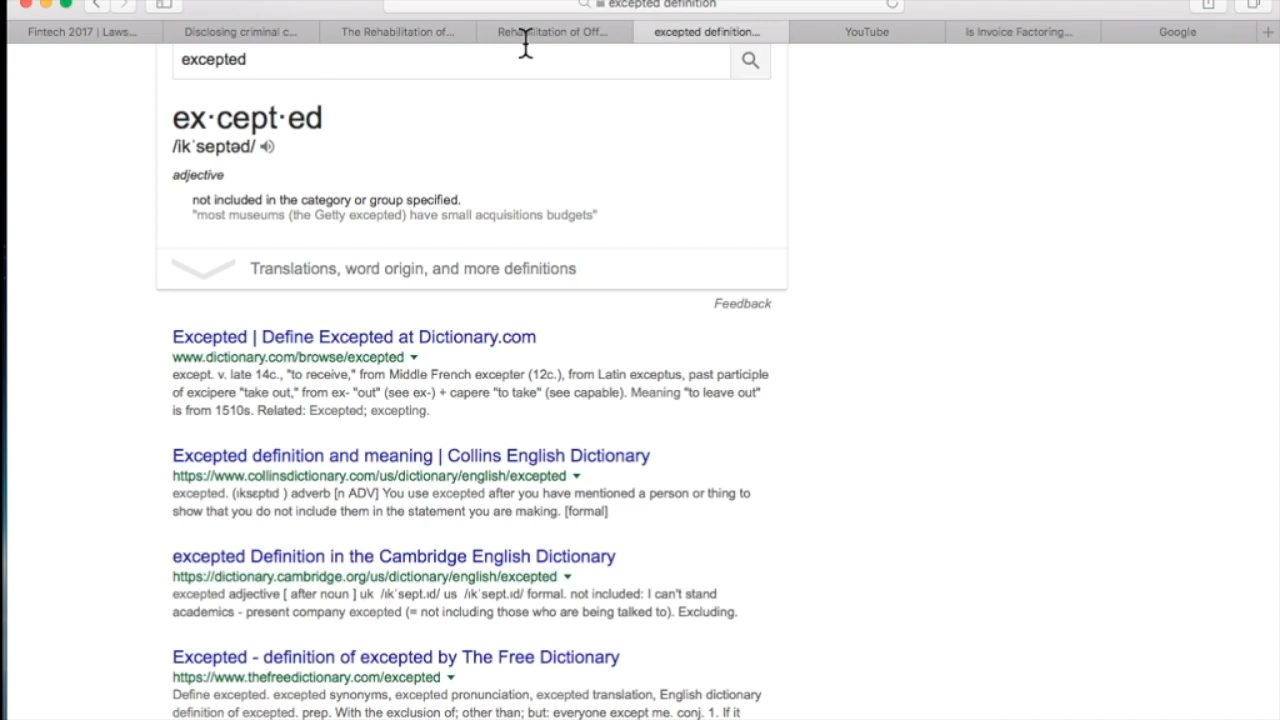 excepted definition
Fintech 2017 | Laws...
Disclosing criminal c...
The Rehabilitation of...
Rehabilitation of Off...
excepted definition...
YouTube
Is Invoice Factoring...
Google
excepted
ex·cept·ed
/ikˈseptəd/
adjective
not included in the category or group specified.
"most museums (the Getty excepted) have small acquisitions budgets"
Translations, word origin, and more definitions
Feedback
Excepted | Define Excepted at Dictionary.com
www.dictionary.com/browse/excepted
except. v. late 14c., "to receive," from Middle French excepter (12c.), from Latin exceptus, past participle
of excipere "take out," from ex- "out" (see ex-) + capere "to take" (see capable). Meaning "to leave out"
is from 1510s. Related: Excepted; excepting.
Excepted definition and meaning | Collins English Dictionary
https://www.collinsdictionary.com/us/dictionary/english/excepted
excepted. (ɪksɛptɪd ) adverb [n ADV] You use excepted after you have mentioned a person or thing to
show that you do not include them in the statement you are making. [formal]
excepted Definition in the Cambridge English Dictionary
https://dictionary.cambridge.org/us/dictionary/english/excepted
excepted adjective [ after noun ] uk /ikˈsept.ɪd/ us /ikˈsept.ɪd/ formal. not included: I can't stand
academics - present company excepted (= not including those who are being talked to). Excluding.
Excepted - definition of excepted by The Free Dictionary
https://www.thefreedictionary.com/excepted
Define excepted. excepted synonyms, excepted pronunciation, excepted translation, English dictionary
definition of excepted. prep. With the exclusion of; other than; but: everyone except me. conj. 1. If it